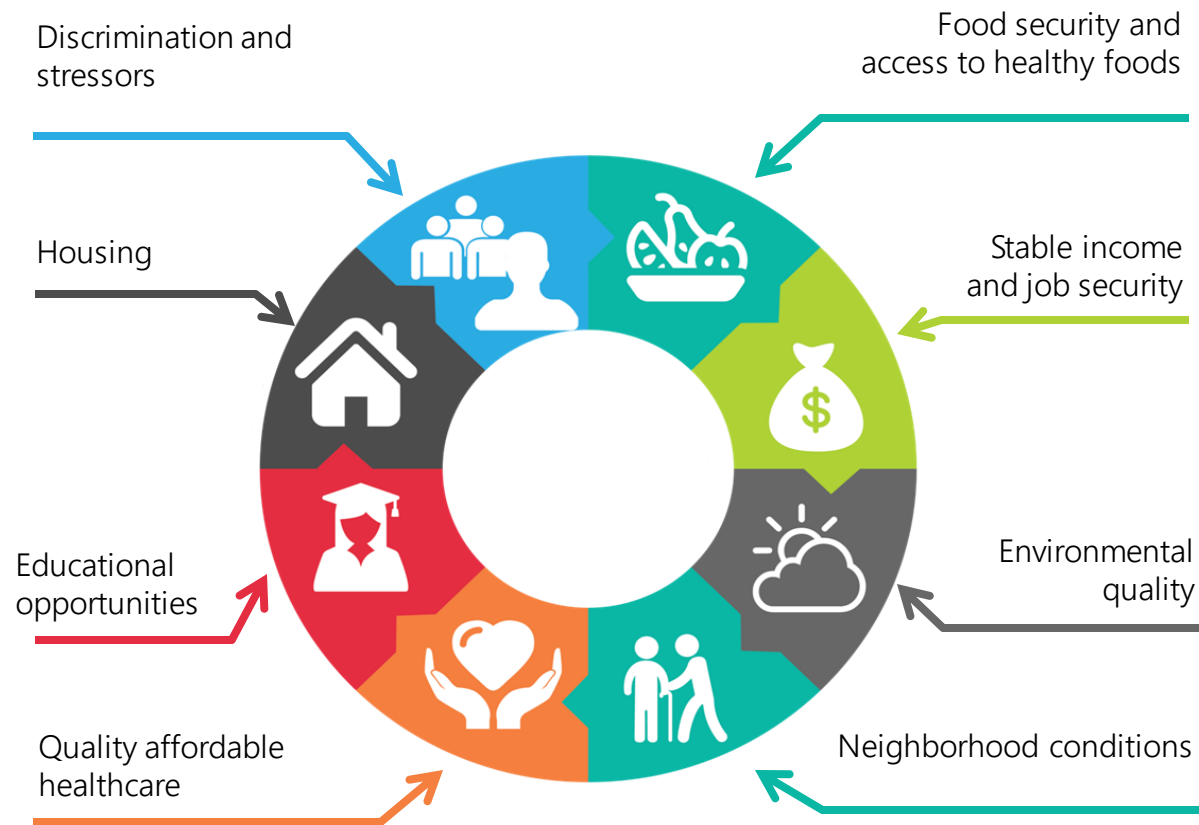 Discrimination and
stressors
Food security and
access to healthy foods
Housing
Stable income
and job security
$
Educational
opportunities
Environmental
quality
Quality affordable
healthcare
Neighborhood conditions